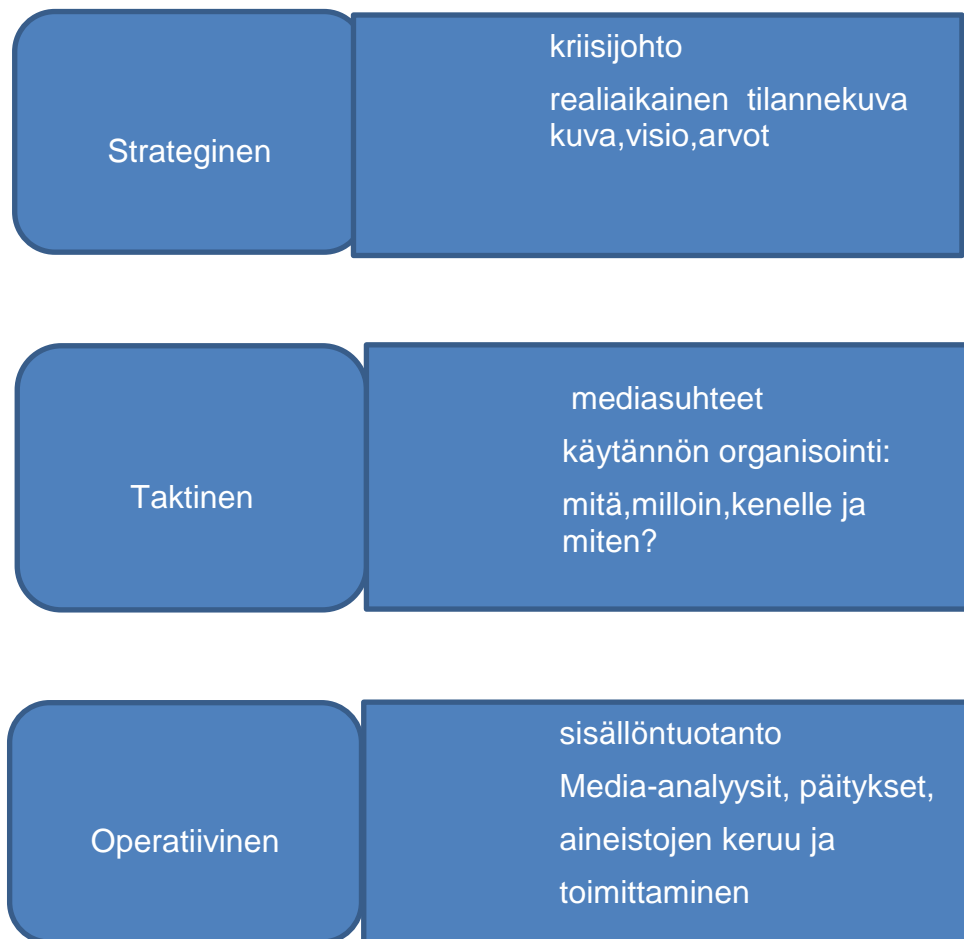 Strateginen
kriisijohto
realiaikainen tilannekuva
kuva,visio,arvot
Taktinen
mediasuhteet
käytännön organisointi:
mitä,milloin,kenelle ja
miten?
Operatiivinen
sisällöntuotanto
Media-analyysit, päitykset,
aineistojen keruu ja
toimittaminen